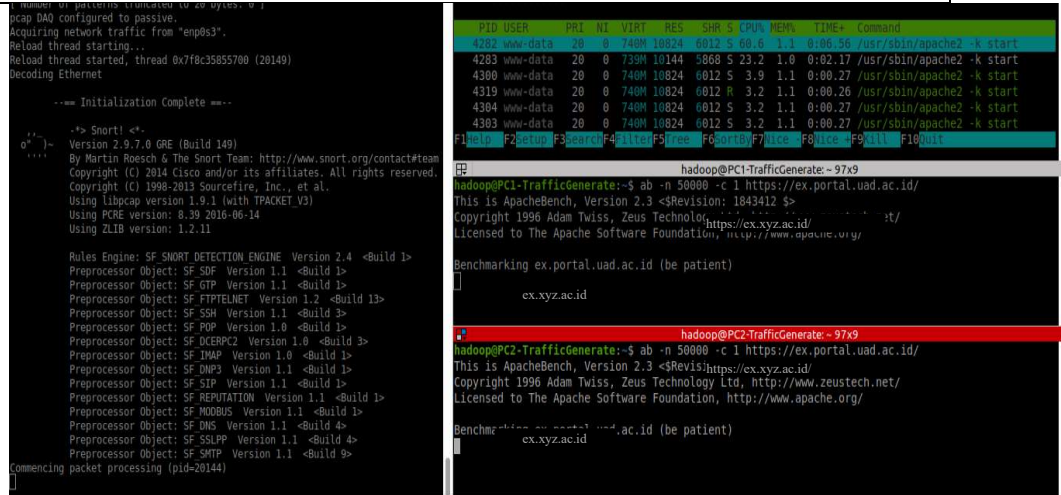 [ Number of patterns truncated to 20 bytes: 0 ]
pcap DAQ configured to passive.
Acquiring network traffic from "enp0s3".
Reload thread starting...
Reload thread started, thread 0x7f8c35855700 (20149)
Decoding Ethernet
--== Initialization Complete ==--
,,_     -*> Snort! <*-
o"  )~   Version 2.9.7.0 GRE (Build 149)
''''    By Martin Roesch & The Snort Team: http://www.snort.org/contact#team
Copyright (C) 2014 Cisco and/or its affiliates. All rights reserved.
Copyright (C) 1998-2013 Sourcefire, Inc., et al.
Using libpcap version 1.9.1 (with TPACKET_V3)
Using PCRE version: 8.39 2016-06-14
Using ZLIB version: 1.2.11
Rules Engine: SF_SNORT_DETECTION_ENGINE  Version 2.4  <Build 1>
Preprocessor Object: SF_SDF  Version 1.1  <Build 1>
Preprocessor Object: SF_GTP  Version 1.1  <Build 1>
Preprocessor Object: SF_FTPTELNET  Version 1.2  <Build 13>
Preprocessor Object: SF_SSH  Version 1.1  <Build 3>
Preprocessor Object: SF_POP  Version 1.0  <Build 1>
Preprocessor Object: SF_DCERPC2  Version 1.0  <Build 3>
Preprocessor Object: SF_IMAP  Version 1.0  <Build 1>
Preprocessor Object: SF_DNP3  Version 1.1  <Build 1>
Preprocessor Object: SF_SIP  Version 1.1  <Build 1>
Preprocessor Object: SF_REPUTATION  Version 1.1  <Build 1>
Preprocessor Object: SF_MODBUS  Version 1.1  <Build 1>
Preprocessor Object: SF_DNS  Version 1.1  <Build 4>
Preprocessor Object: SF_SSLPP  Version 1.1  <Build 4>
Preprocessor Object: SF_SMTP  Version 1.1  <Build 9>
Commencing packet processing (pid=20144)
PID USER PRI NI VIRT RES SHR S CPU% MEM% TIME+ Command
4282 www-data 20 0 740M 10824 6012 S 60.6 1.1 0:06.56 /usr/sbin/apache2 -k start
4283 www-data 20 0 739M 10144 5868 S 23.2 1.0 0:02.17 /usr/sbin/apache2 -k start
4300 www-data 20 0 740M 10824 6012 S 3.9 1.1 0:00.27 /usr/sbin/apache2 -k start
4319 www-data 20 0 740M 10824 6012 R 3.2 1.1 0:00.26 /usr/sbin/apache2 -k start
4304 www-data 20 0 740M 10824 6012 S 3.2 1.1 0:00.27 /usr/sbin/apache2 -k start
4303 www-data 20 0 740M 10824 6012 S 3.2 1.1 0:00.27 /usr/sbin/apache2 -k start
F1Help F2Setup F3SearchF4FilterF5Tree F6SortByF7Nice -F8Nice +F9Kill F10Quit
hadoop@PC1-TrafficGenerate: ~ 97x9
hadoop@PC1-TrafficGenerate:~$ ab -n 50000 -c 1 https://ex.portal.uad.ac.id/
This is ApacheBench, Version 2.3 <$Revision: 1843412 $>
Copyright 1996 Adam Twiss, Zeus et/
https://ex.xyz.ac.id/
Licensed to The Apache Software Foundation, http://www.apache.org/
Benchmarking ex.portal.uad.ac.id (be patient)
ex.xyz.ac.id
hadoop@PC2-TrafficGenerate: ~ 97x9
hadoop@PC2-TrafficGenerate:~$ ab -n 50000 -c 1 https://ex.portal.uad.ac.id/
This is ApacheBench, Version 2.3 <$Revis
https://ex.xyz.ac.id/
Copyright 1996 Adam Twiss, Zeus Technology Ltd, http://www.zeustech.net/
Licensed to The Apache Software Foundation, http://www.apache.org/
.ac.id (be patient)
ex.xyz.ac.id